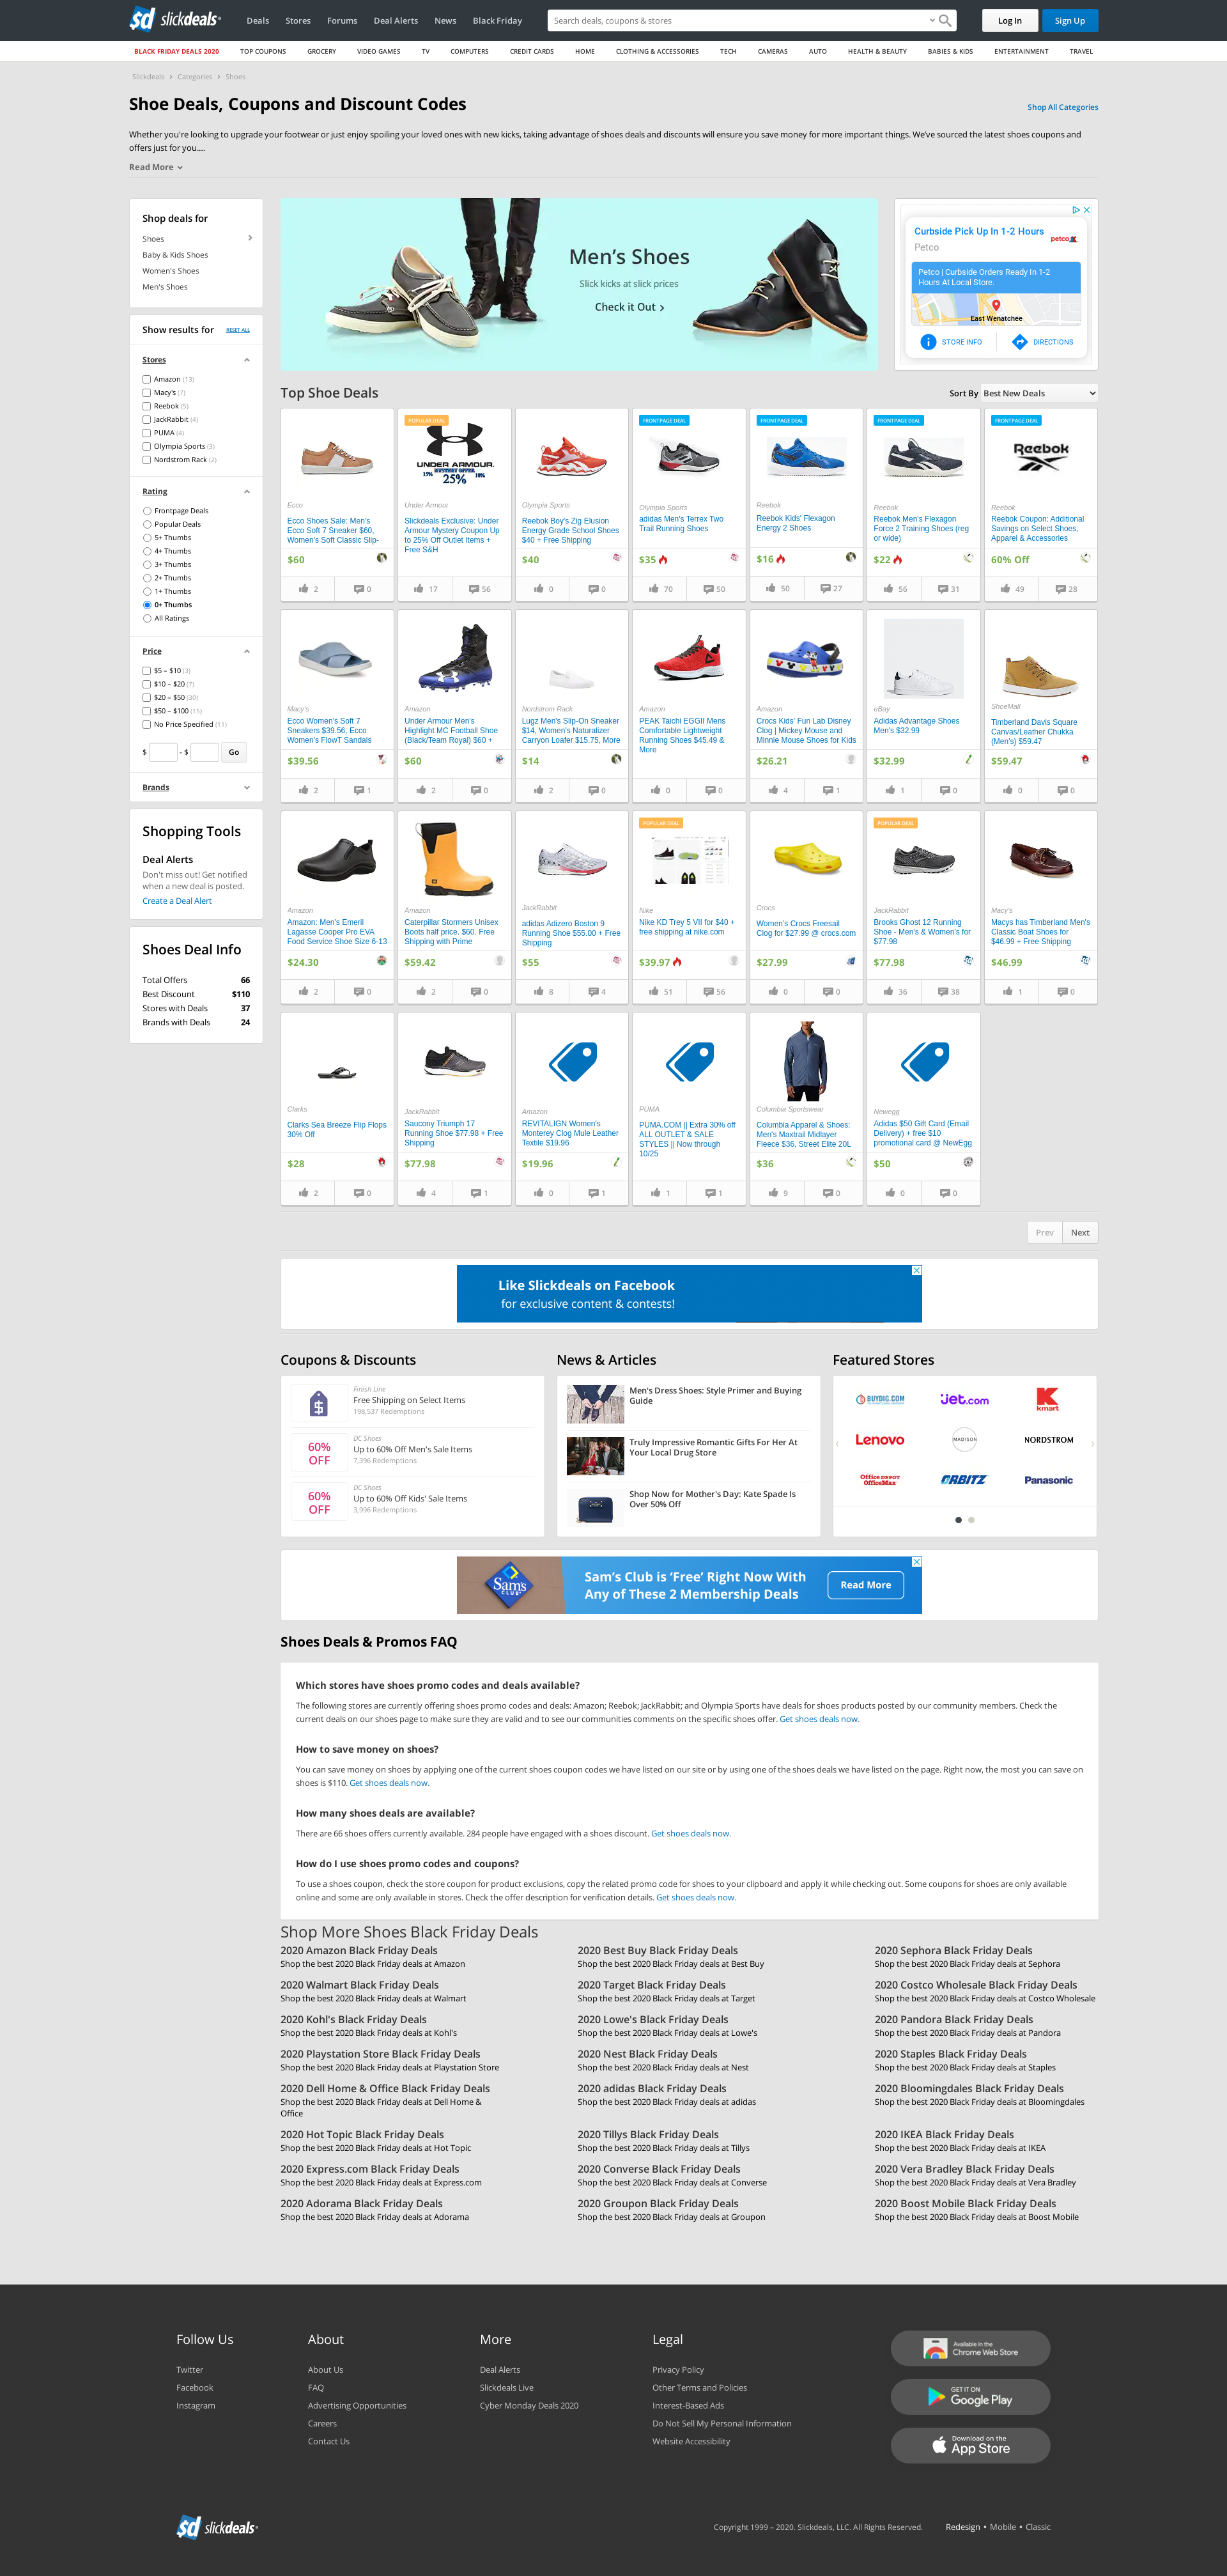 slickdeals
Deals Stores Forums Deal Alerts News Black Friday
Search deals, coupons & stores
Log In
Sign Up
BLACK FRIDAY DEALS 2020 TOP COUPONS GROCERY VIDEO GAMES TV COMPUTERS CREDIT CARDS HOME CLOTHING & ACCESSORIES TECH CAMERAS AUTO HEALTH & BEAUTY BABIES & KIDS ENTERTAINMENT TRAVEL
Slickdeals › Categories › Shoes
Shoe Deals, Coupons and Discount Codes
Shop All Categories
Whether you're looking to upgrade your footwear or just enjoy spoiling your loved ones with new kicks, taking advantage of shoes deals and discounts will ensure you save money for more important things. We've sourced the latest shoes coupons and
offers just for you....
Read More
Shop deals for
Shoes
Baby & Kids Shoes
Women's Shoes
Men's Shoes
Show results for
RESET ALL
Stores
Amazon (13)
Macy's (7)
Reebok (5)
JackRabbit (4)
PUMA (4)
Olympia Sports (3)
Nordstrom Rack (2)
Rating
Frontpage Deals
Popular Deals
5+ Thumbs
4+ Thumbs
3+ Thumbs
2+ Thumbs
1+ Thumbs
0+ Thumbs
All Ratings
Price
$5 – $10 (3)
$10 – $20 (7)
$20 – $50 (30)
$50 – $100 (15)
No Price Specified (11)
$ - $ Go
Brands
Shopping Tools
Deal Alerts
Don't miss out! Get notified
when a new deal is posted.
Create a Deal Alert
Shoes Deal Info
Total Offers 66
Best Discount $110
Stores with Deals 37
Brands with Deals 24
Men's Shoes
Slick kicks at slick prices
Check it Out
Curbside Pick Up In 1-2 Hours
Petco
petco
Petco | Curbside Orders Ready In 1-2
Hours At Local Store.
East Wenatchee
STORE INFO
DIRECTIONS
Top Shoe Deals
Sort By Best New Deals
Ecco
Ecco Shoes Sale: Men's
Ecco Soft 7 Sneaker $60,
Women's Soft Classic Slip-
$60
2 0
POPULAR DEAL
UNDER ARMOUR
MYSTERY OFFER
15% 25% 10%
Under Armour
Slickdeals Exclusive: Under
Armour Mystery Coupon Up
to 25% Off Outlet Items +
Free S&H
17 56
Olympia Sports
Reebok Boy's Zig Elusion
Energy Grade School Shoes
$40 + Free Shipping
$40
0 0
FRONTPAGE DEAL
Olympia Sports
adidas Men's Terrex Two
Trail Running Shoes
$35
70 50
FRONTPAGE DEAL
Reebok
Reebok Kids' Flexagon
Energy 2 Shoes
$16
50 27
FRONTPAGE DEAL
Reebok
Reebok Men's Flexagon
Force 2 Training Shoes (reg
or wide)
$22
56 31
FRONTPAGE DEAL
Reebok
Reebok
Reebok Coupon: Additional
Savings on Select Shoes,
Apparel & Accessories
60% Off
49 28
Macy's
Ecco Women's Soft 7
Sneakers $39.56, Ecco
Women's FlowT Sandals
$39.56
2 1
Amazon
Under Armour Men's
Highlight MC Football Shoe
(Black/Team Royal) $60 +
$60
2 0
Nordstrom Rack
Lugz Men's Slip-On Sneaker
$14, Women's Naturalizer
Carryon Loafer $15.75, More
$14
2 0
Amazon
PEAK Taichi EGGII Mens
Comfortable Lightweight
Running Shoes $45.49 &
More
0 0
Amazon
Crocs Kids' Fun Lab Disney
Clog | Mickey Mouse and
Minnie Mouse Shoes for Kids
$26.21
4 1
eBay
Adidas Advantage Shoes
Men's $32.99
$32.99
1 0
ShoeMall
Timberland Davis Square
Canvas/Leather Chukka
(Men's) $59.47
$59.47
0 0
Amazon
Amazon: Men's Emeril
Lagasse Cooper Pro EVA
Food Service Shoe Size 6-13
$24.30
2 0
Amazon
Caterpillar Stormers Unisex
Boots half price. $60. Free
Shipping with Prime
$59.42
2 0
JackRabbit
adidas Adizero Boston 9
Running Shoe $55.00 + Free
Shipping
$55
8 4
POPULAR DEAL
Nike
Nike KD Trey 5 VII for $40 +
free shipping at nike.com
$39.97
51 56
Crocs
Women's Crocs Freesail
Clog for $27.99 @ crocs.com
$27.99
0 0
POPULAR DEAL
JackRabbit
Brooks Ghost 12 Running
Shoe - Men's & Women's for
$77.98
$77.98
36 38
Macy's
Macys has Timberland Men's
Classic Boat Shoes for
$46.99 + Free Shipping
$46.99
1 0
Clarks
Clarks Sea Breeze Flip Flops
30% Off
$28
2 0
JackRabbit
Saucony Triumph 17
Running Shoe $77.98 + Free
Shipping
$77.98
4 1
Amazon
REVITALIGN Women's
Monterey Clog Mule Leather
Textile $19.96
$19.96
0 1
PUMA
PUMA.COM || Extra 30% off
ALL OUTLET & SALE
STYLES || Now through
10/25
1 1
Columbia Sportswear
Columbia Apparel & Shoes:
Men's Maxtrail Midlayer
Fleece $36, Street Elite 20L
$36
9 0
Newegg
Adidas $50 Gift Card (Email
Delivery) + free $10
promotional card @ NewEgg
$50
0 0
Prev Next
Like Slickdeals on Facebook
for exclusive content & contests!
Coupons & Discounts
Finish Line
Free Shipping on Select Items
198,537 Redemptions
60%
OFF
DC Shoes
Up to 60% Off Men's Sale Items
7,396 Redemptions
60%
OFF
DC Shoes
Up to 60% Off Kids' Sale Items
3,996 Redemptions
News & Articles
Men's Dress Shoes: Style Primer and Buying
Guide
Truly Impressive Romantic Gifts For Her At
Your Local Drug Store
Shop Now for Mother's Day: Kate Spade Is
Over 50% Off
Featured Stores
BUYDIG.COM
jet.com
kmart
Lenovo
MADISON
NORDSTROM
Office DEPOT
OfficeMax
ORBITZ
Panasonic
Sam's
CLUB
Sam's Club is 'Free' Right Now With
Any of These 2 Membership Deals
Read More
Shoes Deals & Promos FAQ
Which stores have shoes promo codes and deals available?
The following stores are currently offering shoes promo codes and deals: Amazon; Reebok; JackRabbit; and Olympia Sports have deals for shoes products posted by our community members. Check the
current deals on our shoes page to make sure they are valid and to see our communities comments on the specific shoes offer. Get shoes deals now.
How to save money on shoes?
You can save money on shoes by applying one of the current shoes coupon codes we have listed on our site or by using one of the shoes deals we have listed on the page. Right now, the most you can save on
shoes is $110. Get shoes deals now.
How many shoes deals are available?
There are 66 shoes offers currently available. 284 people have engaged with a shoes discount. Get shoes deals now.
How do I use shoes promo codes and coupons?
To use a shoes coupon, check the store coupon for product exclusions, copy the related promo code for shoes to your clipboard and apply it while checking out. Some coupons for shoes are only available
online and some are only available in stores. Check the offer description for verification details. Get shoes deals now.
Shop More Shoes Black Friday Deals
2020 Amazon Black Friday Deals
Shop the best 2020 Black Friday deals at Amazon
2020 Best Buy Black Friday Deals
Shop the best 2020 Black Friday deals at Best Buy
2020 Sephora Black Friday Deals
Shop the best 2020 Black Friday deals at Sephora
2020 Walmart Black Friday Deals
Shop the best 2020 Black Friday deals at Walmart
2020 Target Black Friday Deals
Shop the best 2020 Black Friday deals at Target
2020 Costco Wholesale Black Friday Deals
Shop the best 2020 Black Friday deals at Costco Wholesale
2020 Kohl's Black Friday Deals
Shop the best 2020 Black Friday deals at Kohl's
2020 Lowe's Black Friday Deals
Shop the best 2020 Black Friday deals at Lowe's
2020 Pandora Black Friday Deals
Shop the best 2020 Black Friday deals at Pandora
2020 Playstation Store Black Friday Deals
Shop the best 2020 Black Friday deals at Playstation Store
2020 Nest Black Friday Deals
Shop the best 2020 Black Friday deals at Nest
2020 Staples Black Friday Deals
Shop the best 2020 Black Friday deals at Staples
2020 Dell Home & Office Black Friday Deals
Shop the best 2020 Black Friday deals at Dell Home &
Office
2020 adidas Black Friday Deals
Shop the best 2020 Black Friday deals at adidas
2020 Bloomingdales Black Friday Deals
Shop the best 2020 Black Friday deals at Bloomingdales
2020 Hot Topic Black Friday Deals
Shop the best 2020 Black Friday deals at Hot Topic
2020 Tillys Black Friday Deals
Shop the best 2020 Black Friday deals at Tillys
2020 IKEA Black Friday Deals
Shop the best 2020 Black Friday deals at IKEA
2020 Express.com Black Friday Deals
Shop the best 2020 Black Friday deals at Express.com
2020 Converse Black Friday Deals
Shop the best 2020 Black Friday deals at Converse
2020 Vera Bradley Black Friday Deals
Shop the best 2020 Black Friday deals at Vera Bradley
2020 Adorama Black Friday Deals
Shop the best 2020 Black Friday deals at Adorama
2020 Groupon Black Friday Deals
Shop the best 2020 Black Friday deals at Groupon
2020 Boost Mobile Black Friday Deals
Shop the best 2020 Black Friday deals at Boost Mobile
Follow Us
Twitter
Facebook
Instagram
About
About Us
FAQ
Advertising Opportunities
Careers
Contact Us
More
Deal Alerts
Slickdeals Live
Cyber Monday Deals 2020
Legal
Privacy Policy
Other Terms and Policies
Interest-Based Ads
Do Not Sell My Personal Information
Website Accessibility
Available in the
Chrome Web Store
GET IT ON
Google Play
Download on the
App Store
slickdeals
Copyright 1999 – 2020. Slickdeals, LLC. All Rights Reserved.
Redesign • Mobile • Classic